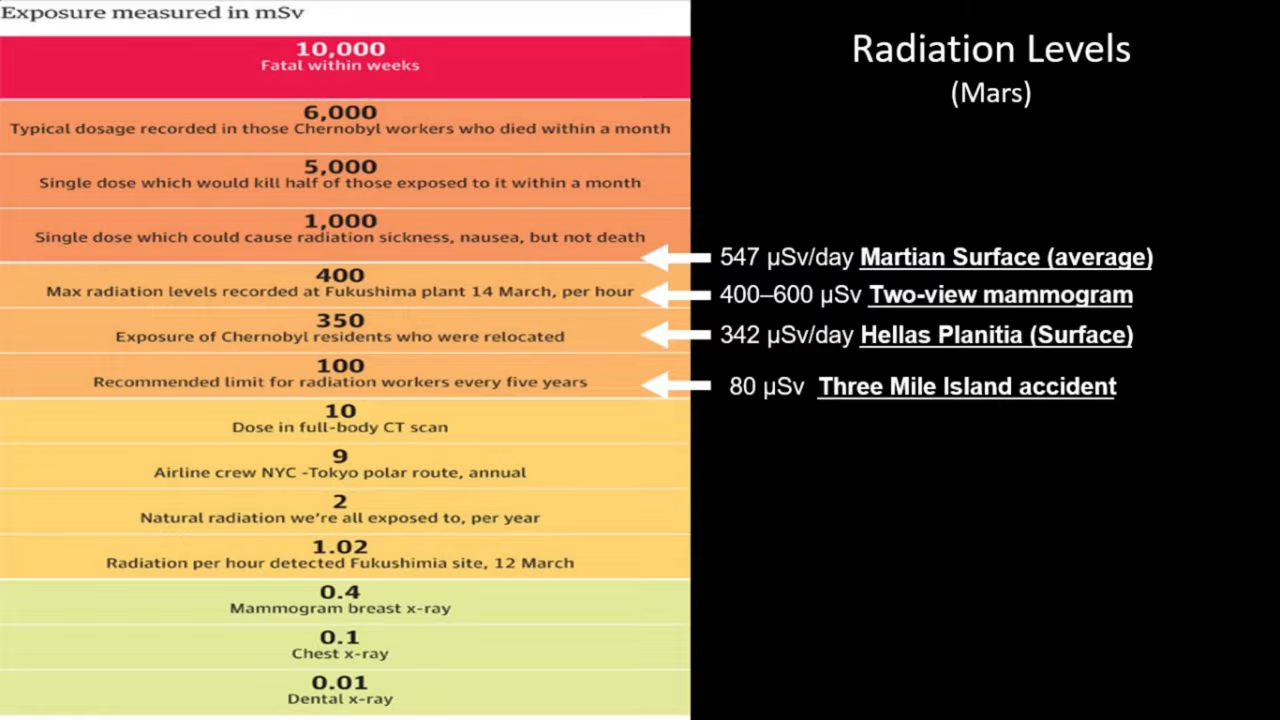 Exposure measured in mSv
10,000
Fatal within weeks
6,000
Typical dosage recorded in those Chernobyl workers who died within a month
5,000
Single dose which would kill half of those exposed to it within a month
1,000
Single dose which could cause radiation sickness, nausea, but not death
400
Max radiation levels recorded at Fukushima plant 14 March, per hour
350
Exposure of Chernobyl residents who were relocated
100
Recommended limit for radiation workers every five years
10
Dose in full-body CT scan
9
Airline crew NYC -Tokyo polar route, annual
2
Natural radiation we're all exposed to, per year
1.02
Radiation per hour detected Fukushimia site, 12 March
0.4
Mammogram breast x-ray
0.1
Chest x-ray
0.01
Dental x-ray
Radiation Levels
(Mars)
547 µSv/day Martian Surface (average)
400–600 µSv Two-view mammogram
342 µSv/day Hellas Planitia (Surface)
80 µSv Three Mile Island accident